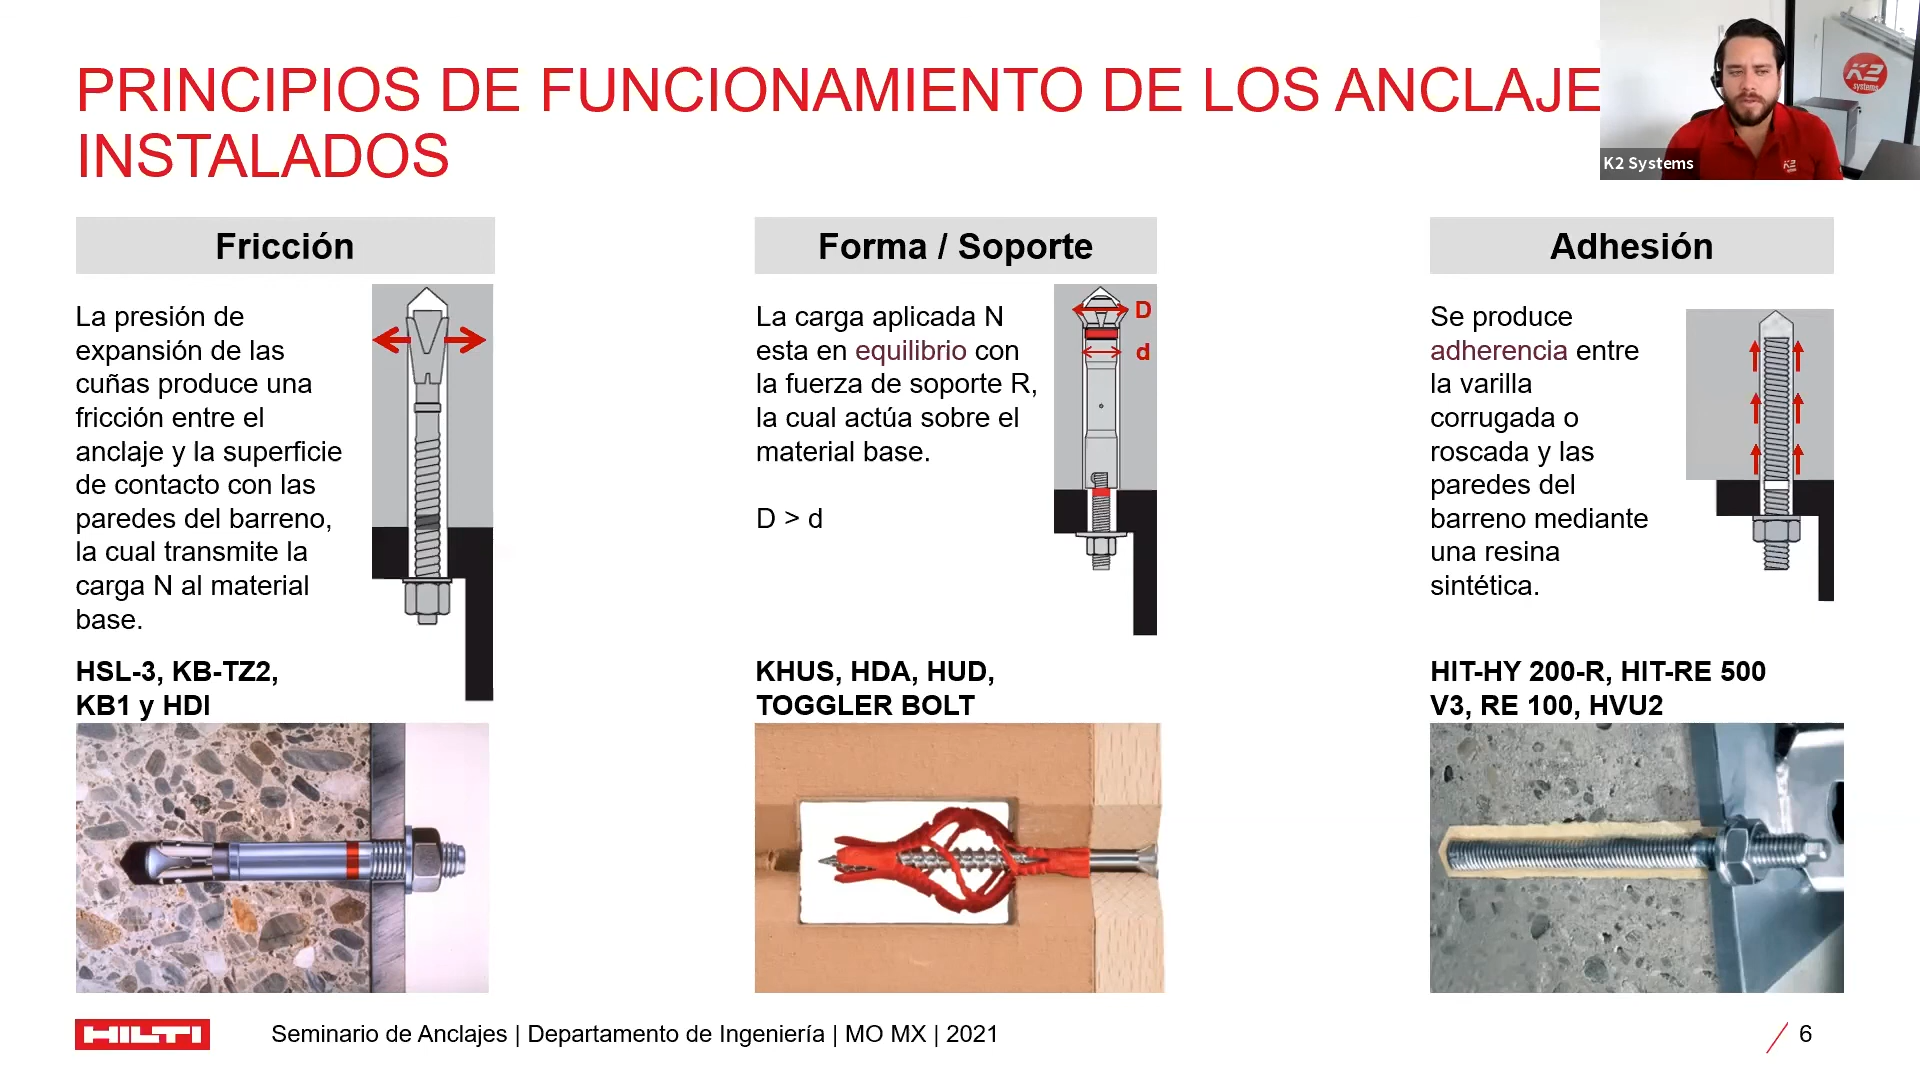 PRINCIPIOS DE FUNCIONAMIENTO DE LOS ANCLAJE
INSTALADOS
K2
systems
K2
K2 Systems
Fricción
La presión de
expansión de las
cuñas produce una
fricción entre el
anclaje y la superficie
de contacto con las
paredes del barreno,
la cual transmite la
carga N al material
base.
HSL-3, KB-TZ2,
KB1 y HDI
Forma / Soporte
La carga aplicada N
esta en equilibrio con
la fuerza de soporte R,
la cual actúa sobre el
material base.
D > d
D
d
KHUS, HDA, HUD,
TOGGLER BOLT
Adhesión
Se produce
adherencia entre
la varilla
corrugada o
roscada y las
paredes del
barreno mediante
una resina
sintética.
HIT-HY 200-R, HIT-RE 500
V3, RE 100, HVU2
HILTI
Seminario de Anclajes | Departamento de Ingeniería | MO MX | 2021
6